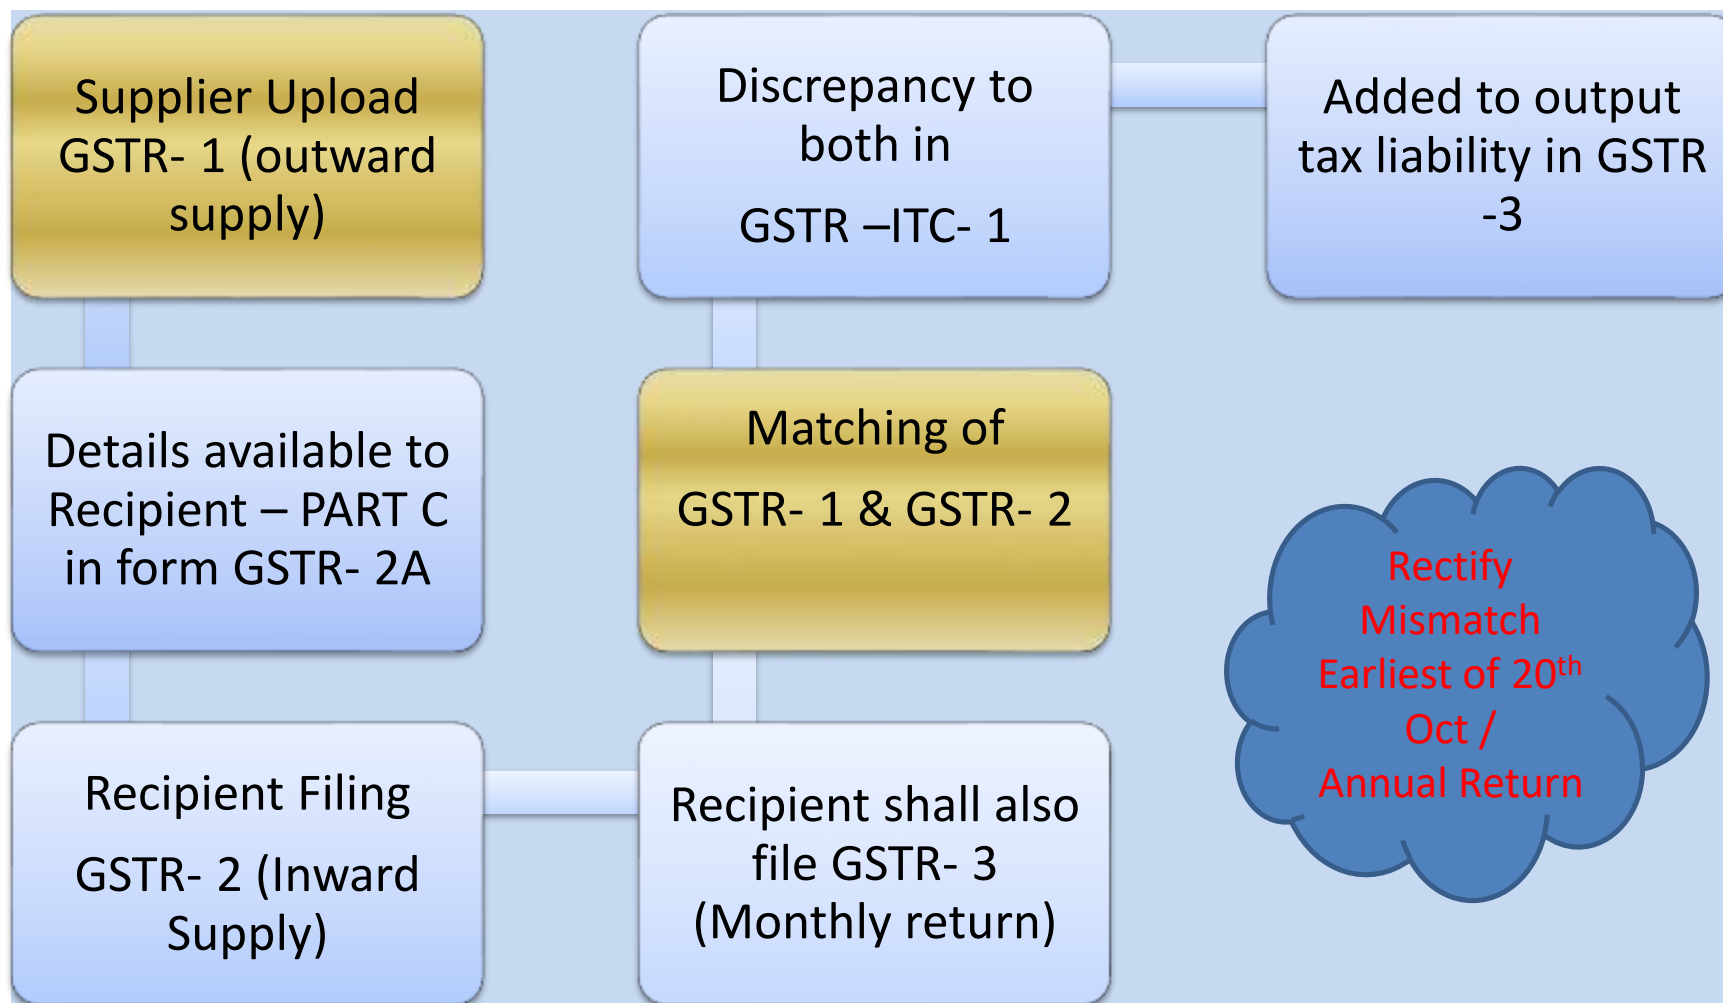 Supplier Upload
GSTR- 1 (outward
supply)
Details available to
Recipient – PART C
in form GSTR- 2A
Recipient Filing
GSTR- 2 (Inward
Supply)
Recipient shall also
file GSTR- 3
(Monthly return)
Matching of
GSTR- 1 & GSTR- 2
Discrepancy to
both in
GSTR –ITC- 1
Added to output
tax liability in GSTR
-3
Rectify
Mismatch
Earliest of 20th
Oct /
Annual Return